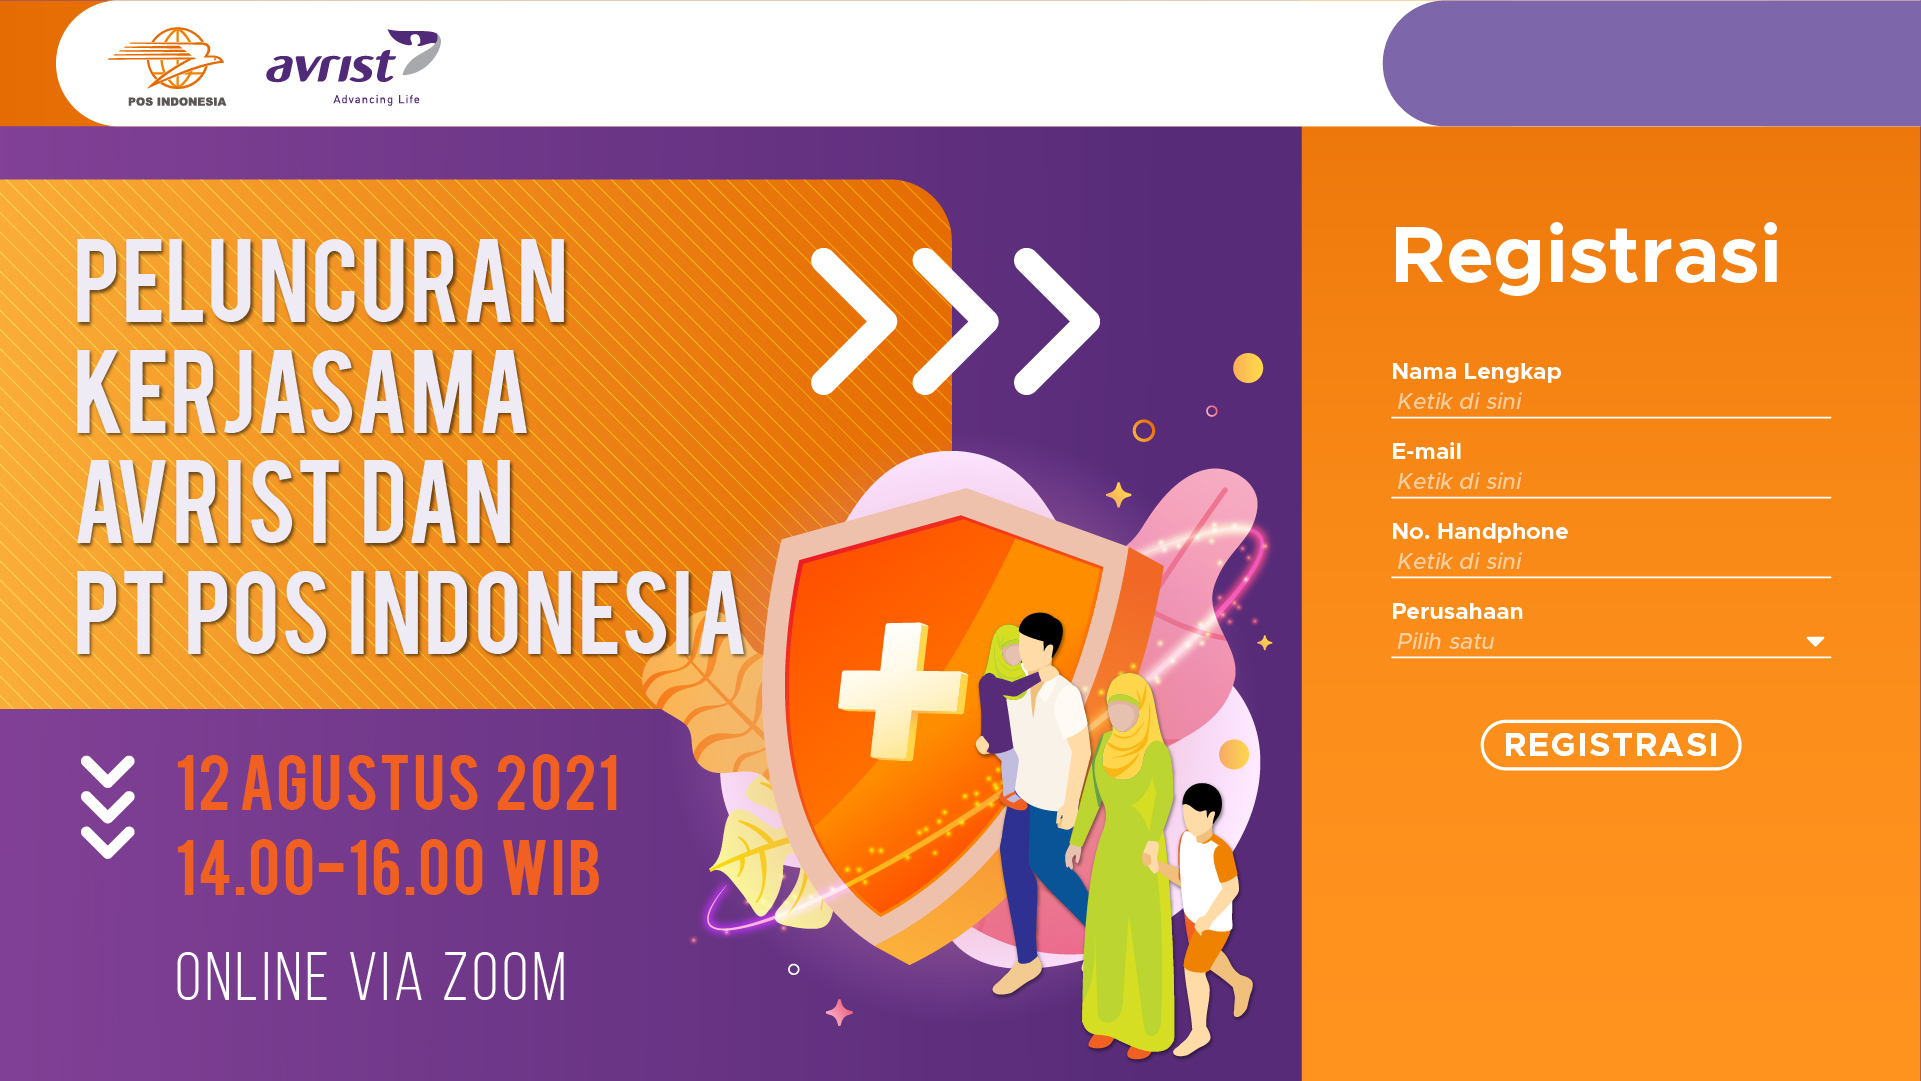 POS INDONESIA
avrist
Advancing Life
PELUNCURAN
KERJASAMA
AVRIST DAN
PT POS INDONESIA
12 AGUSTUS 2021
14.00-16.00 WIB
ONLINE VIA ZOOM
Registrasi
Nama Lengkap
Ketik di sini
E-mail
Ketik di sini
No. Handphone
Ketik di sini
Perusahaan
Pilih satu
REGISTRASI